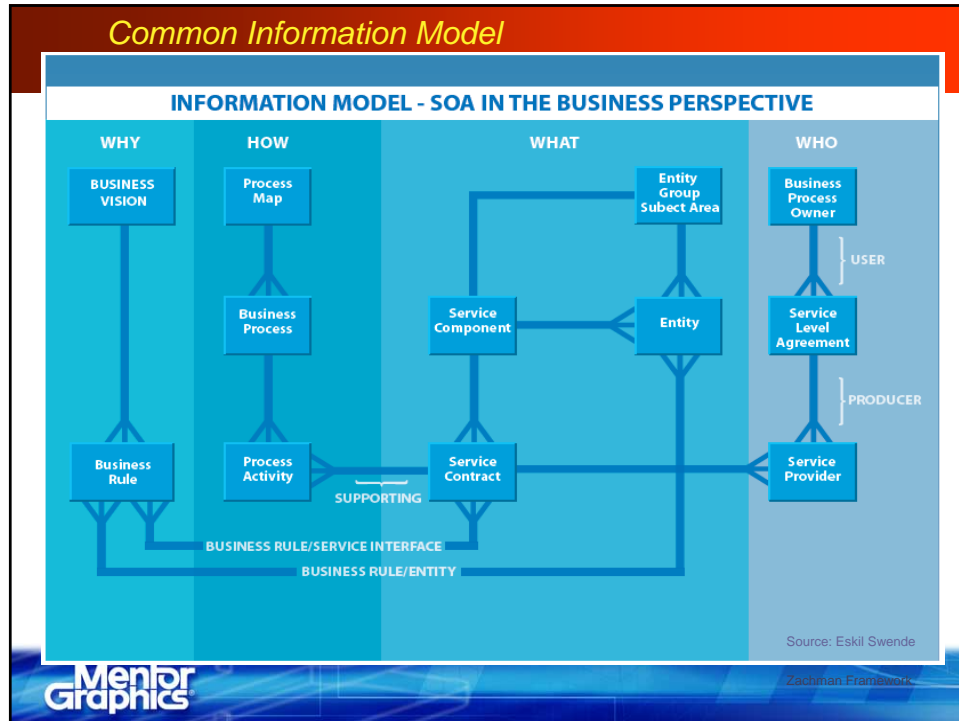 Common Information Model
INFORMATION MODEL - SOA IN THE BUSINESS PERSPECTIVE
WHY
HOW
WHAT
WHO
BUSINESS
VISION
Process
Map
Entity
Group
Subect Area
Business
Process
Owner
USER
Business
Process
Service
Component
Entity
Service
Level
Agreement
PRODUCER
Business
Rule
Process
Activity
SUPPORTING
Service
Contract
Service
Provider
BUSINESS RULE/SERVICE INTERFACE
BUSINESS RULE/ENTITY
Source: Eskil Swende
Zachman Framework
Mentor
Graphics